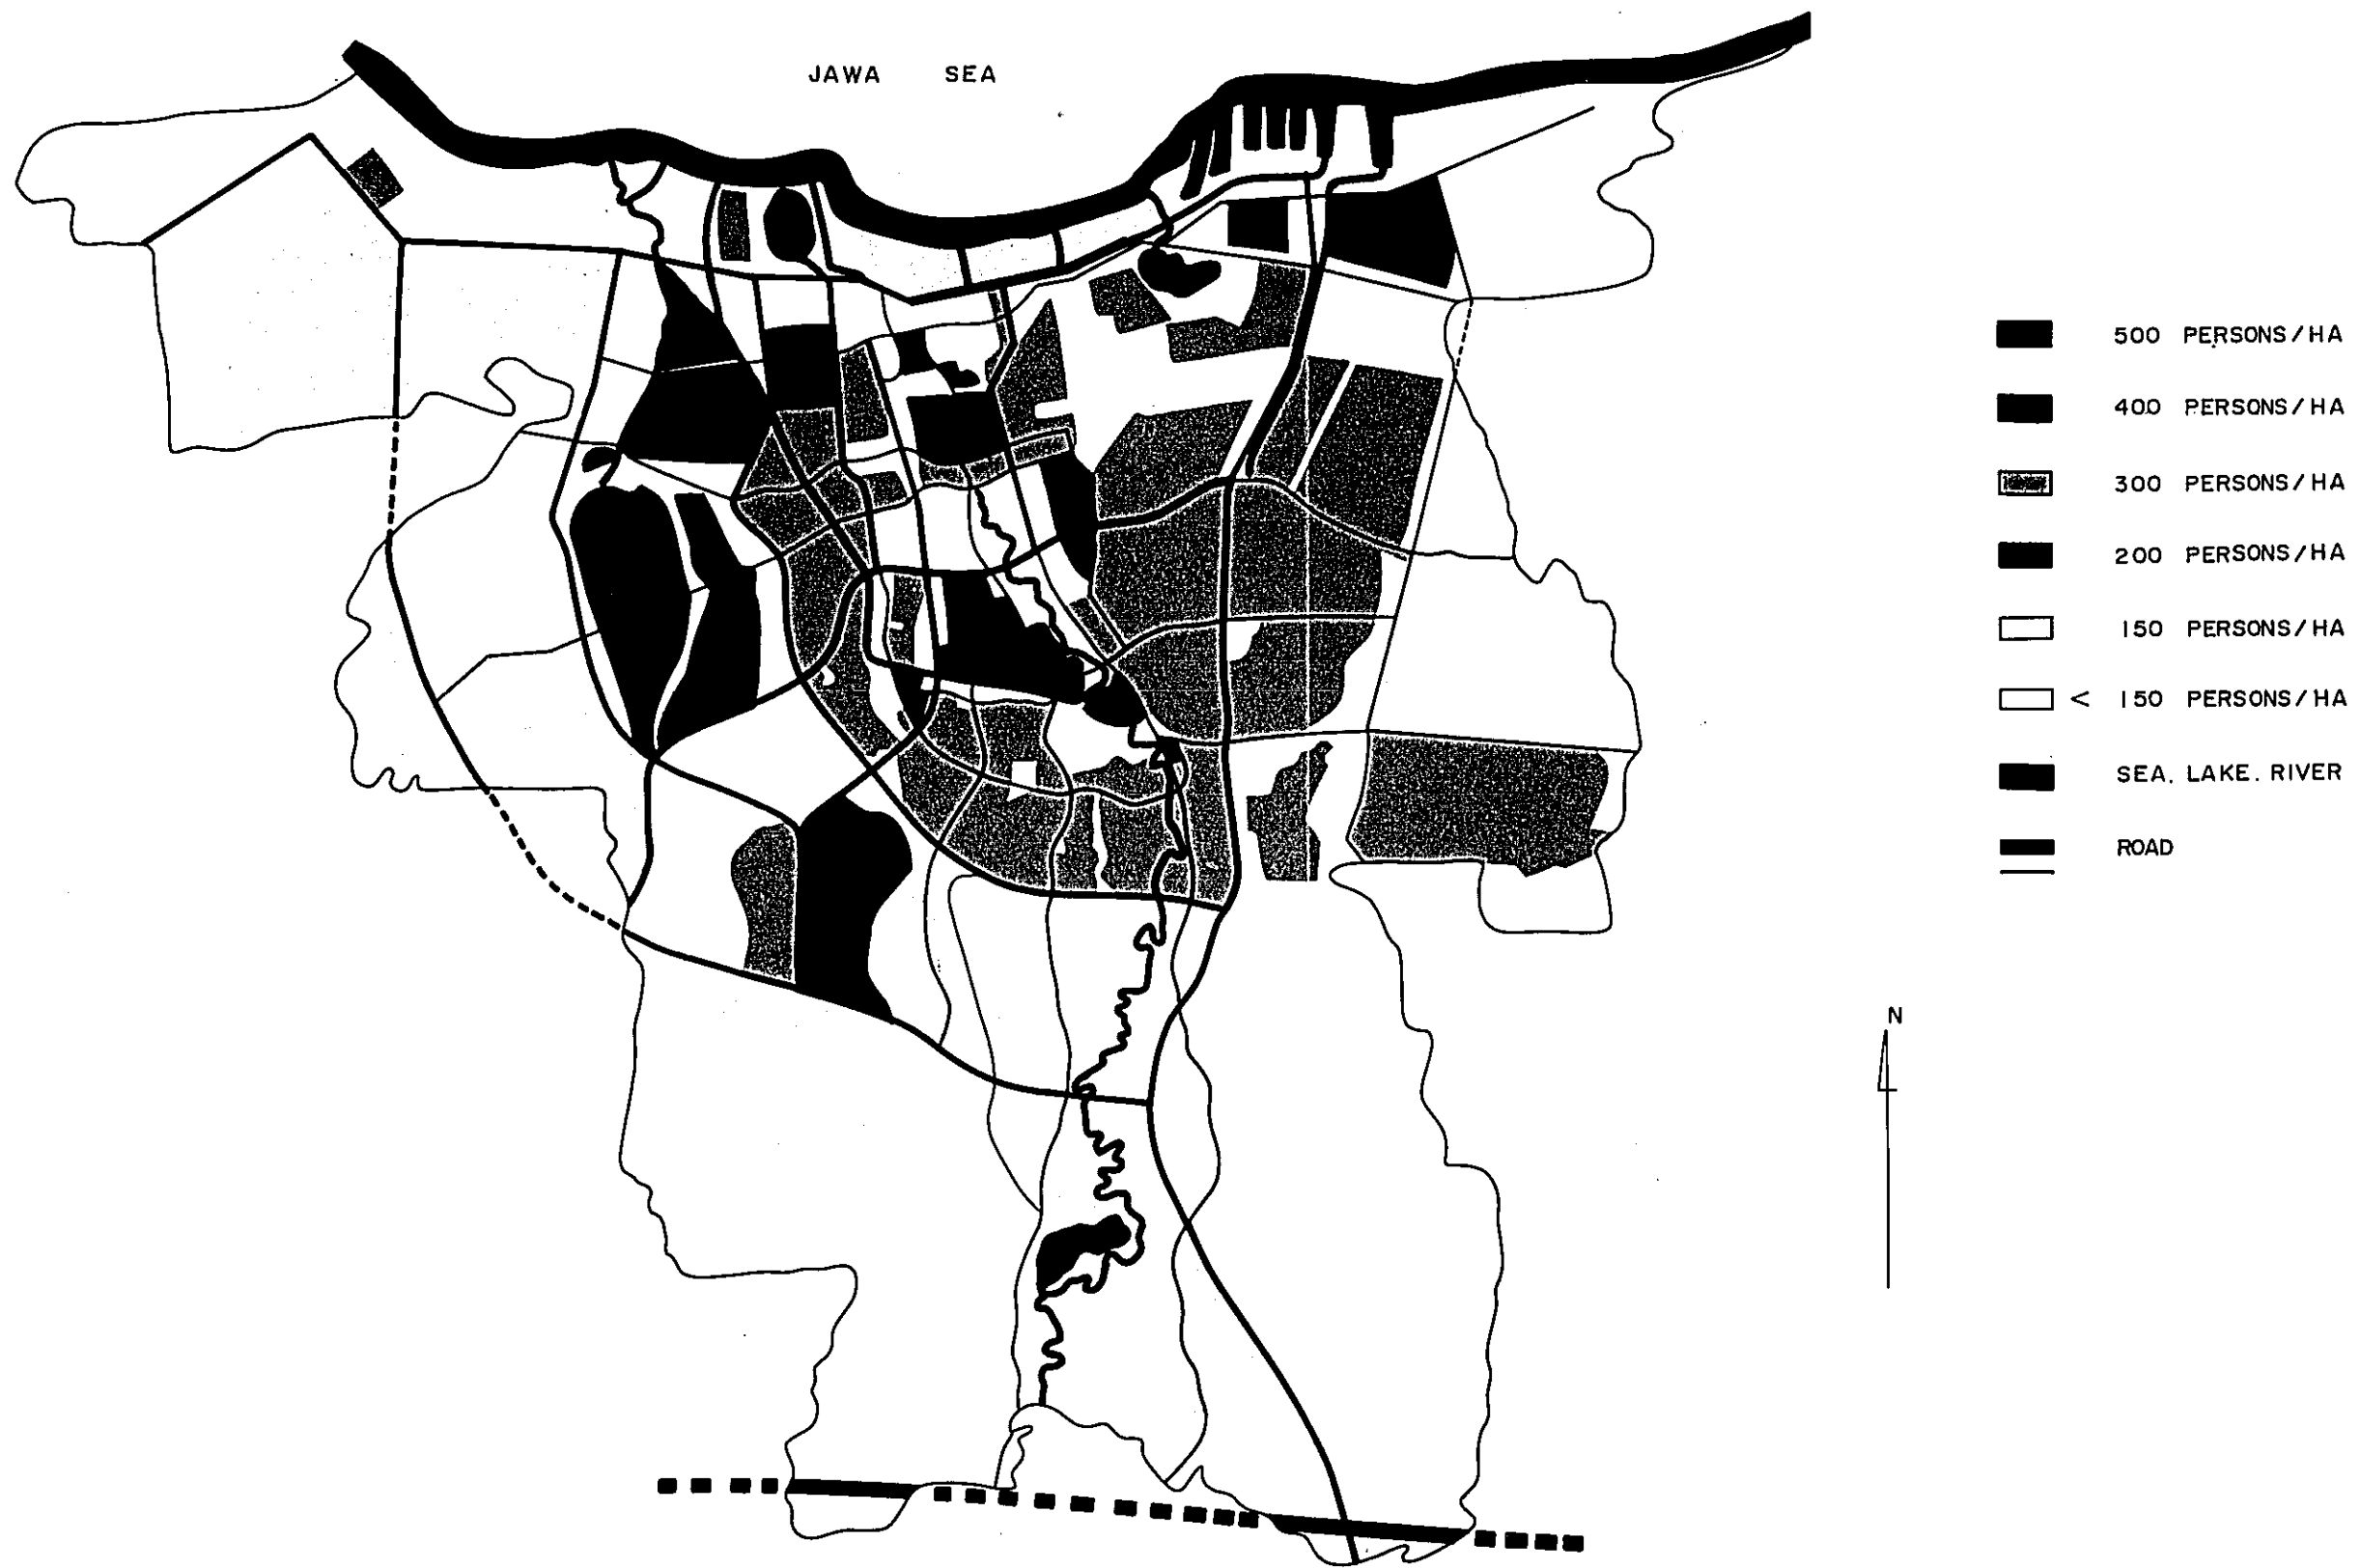 JAWA SEA
500 PERSONS/HA
400 PERSONS/HA
300 PERSONS/HA
200 PERSONS/HA
150 PERSONS/HA
< 150 PERSONS/HA
SEA. LAKE. RIVER
ROAD
N